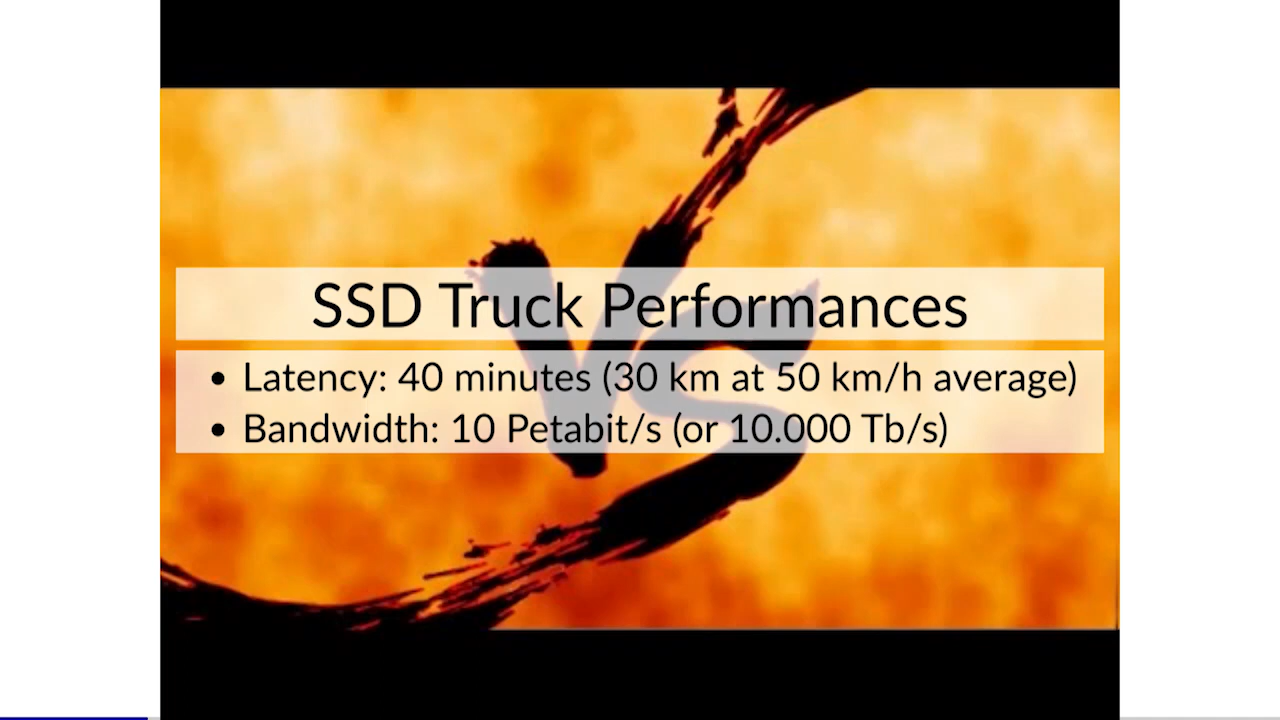 VS
SSD Truck Performances
• Latency: 40 minutes (30 km at 50 km/h average)
• Bandwidth: 10 Petabit/s (or 10.000 Tb/s)